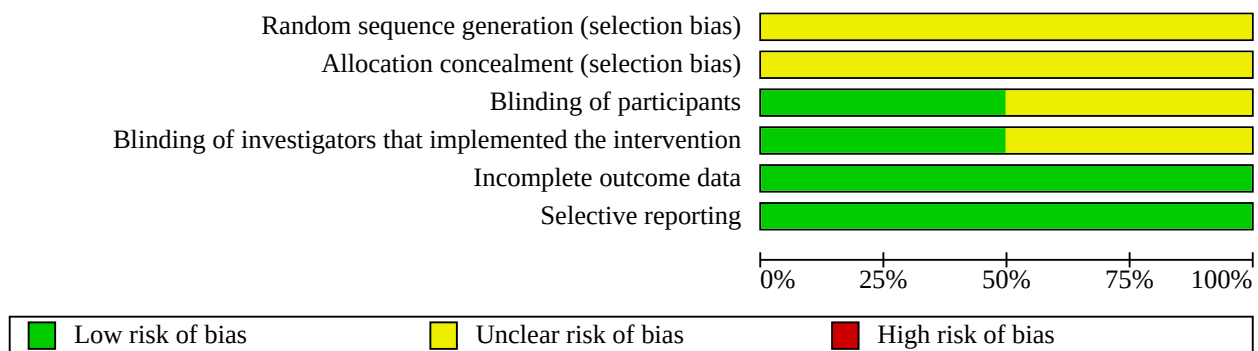 Random sequence generation (selection bias)
Allocation concealment (selection bias)
Blinding of participants
Blinding of investigators that implemented the intervention
Incomplete outcome data
Selective reporting
0% 25% 50% 75% 100%
Low risk of bias Unclear risk of bias High risk of bias